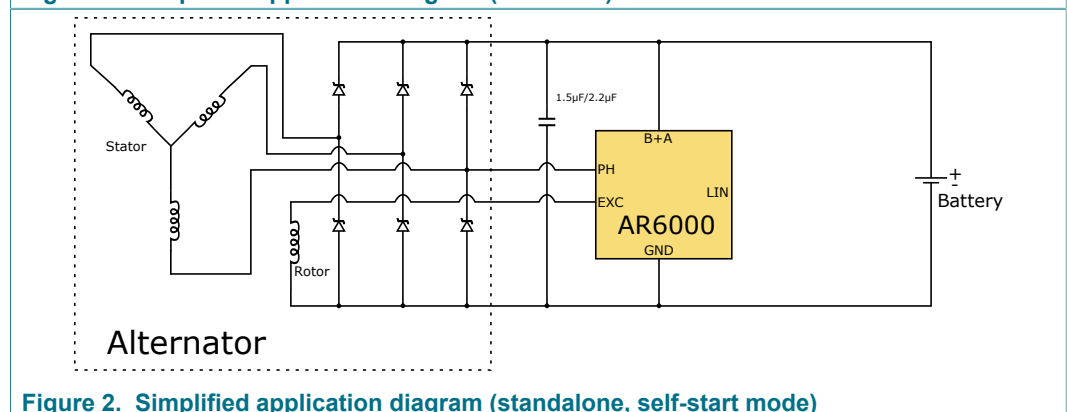 1.5µF/2.2µF
B+A
Stator
PH
LIN
EXC
+
-
Battery
AR6000
GND
Rotor
Alternator
Figure 2. Simplified application diagram (standalone, self-start mode)